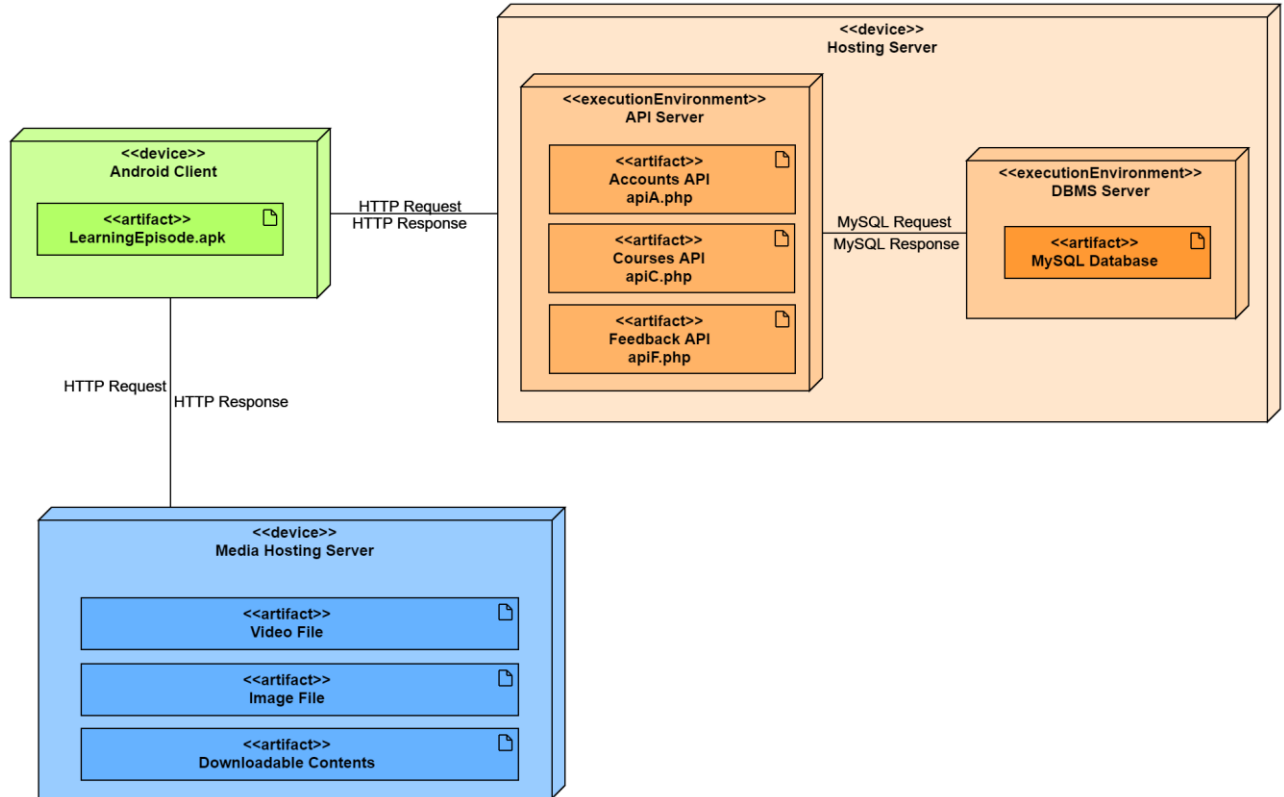 <<device>>
Hosting Server
<<executionEnvironment>>
API Server
<<artifact>>
Accounts API
apiA.php
<<artifact>>
Courses API
apiC.php
<<artifact>>
Feedback API
apiF.php
MySQL Request
MySQL Response
<<executionEnvironment>>
DBMS Server
<<artifact>>
MySQL Database
<<device>>
Android Client
<<artifact>>
LearningEpisode.apk
HTTP Request
HTTP Response
HTTP Request
HTTP Response
<<device>>
Media Hosting Server
<<artifact>>
Video File
<<artifact>>
Image File
<<artifact>>
Downloadable Contents